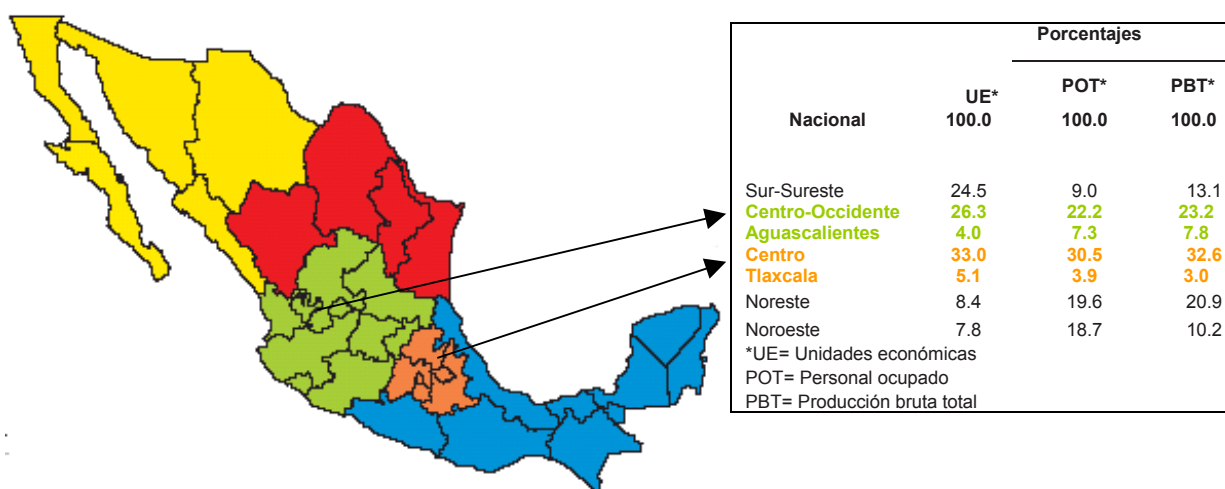 Porcentajes
UE* POT* PBT*
Nacional 100.0 100.0 100.0
Sur-Sureste 24.5 9.0 13.1
Centro-Occidente 26.3 22.2 23.2
Aguascalientes 4.0 7.3 7.8
Centro 33.0 30.5 32.6
Tlaxcala 5.1 3.9 3.0
Noreste 8.4 19.6 20.9
Noroeste 7.8 18.7 10.2
*UE= Unidades económicas
POT= Personal ocupado
PBT= Producción bruta total